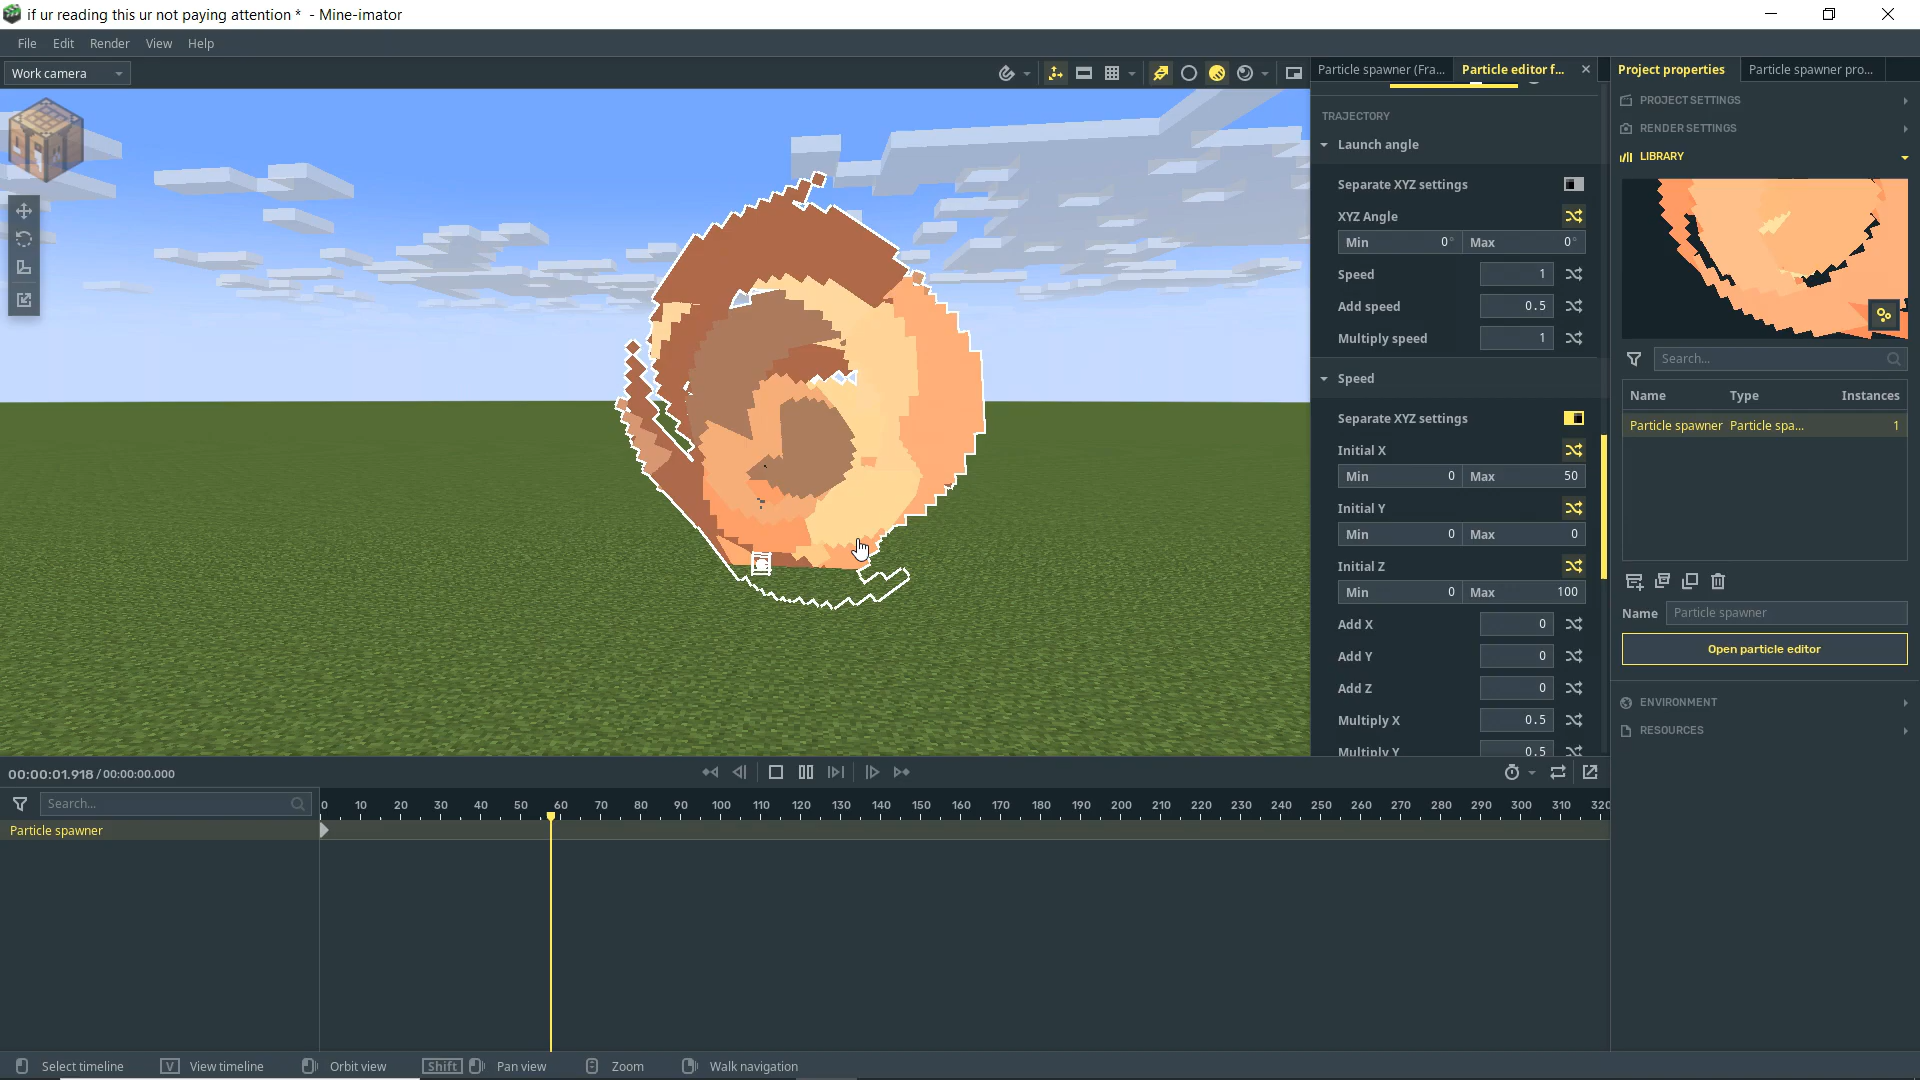 if ur reading this ur not paying attention * - Mine-imator
File Edit Render View Help
Work camera
Particle spawner (Fra...
Particle editor f...
Project properties
Particle spawner pro...
TRAJECTORY
Launch angle
Separate XYZ settings
XYZ Angle
Min 0° Max 0°
Speed 1
Add speed 0.5
Multiply speed 1
Speed
Separate XYZ settings
Initial X
Min 0 Max 50
Initial Y
Min 0 Max 0
Initial Z
Min 0 Max 100
Add X 0
Add Y 0
Add Z 0
Multiply X 0.5
Multiply Y 0.5
PROJECT SETTINGS
RENDER SETTINGS
LIBRARY
Search...
Name Type Instances
Particle spawner Particle spa... 1
Name Particle spawner
Open particle editor
ENVIRONMENT
RESOURCES
00:00:01.918 / 00:00:00.000
Search...
0 10 20 30 40 50 60 70 80 90 100 110 120 130 140 150 160 170 180 190 200 210 220 230 240 250 260 270 280 290 300 310 320
Particle spawner
Select timeline V View timeline Orbit view Shift Pan view Zoom Walk navigation